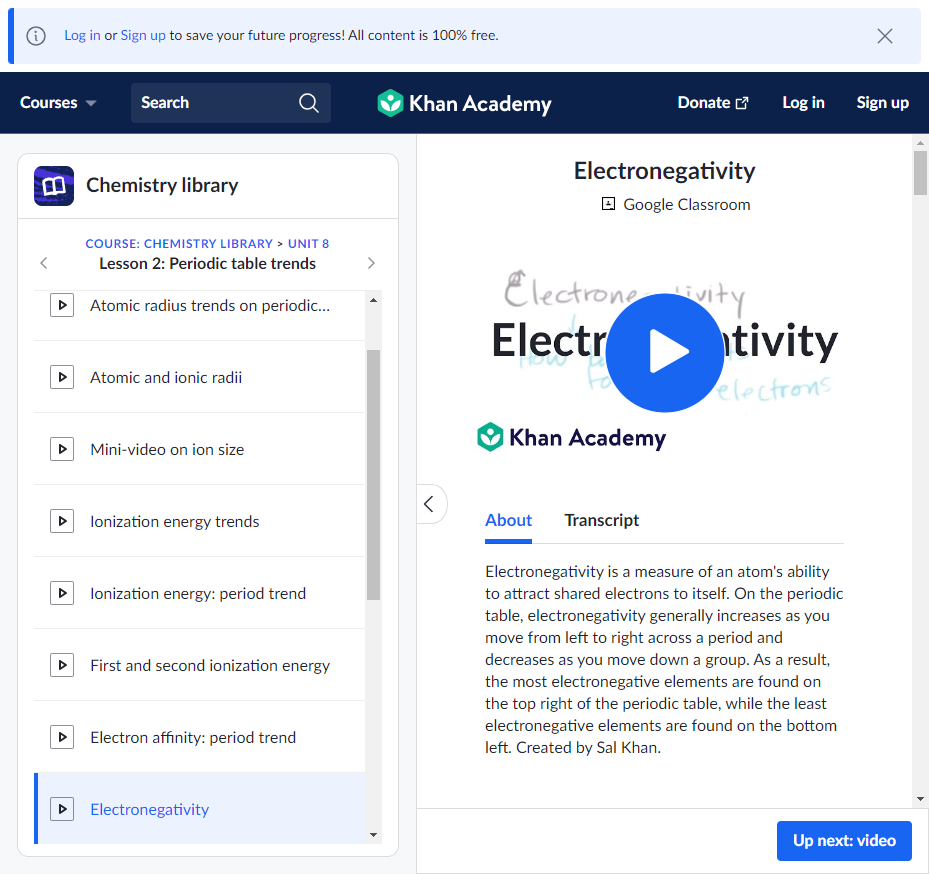 Log in or Sign up to save your future progress! All content is 100% free.
Courses
Search
Khan Academy
Donate
Log in
Sign up
Chemistry library
COURSE: CHEMISTRY LIBRARY > UNIT 8
Lesson 2: Periodic table trends
Atomic radius trends on periodic...
Atomic and ionic radii
Mini-video on ion size
Ionization energy trends
Ionization energy: period trend
First and second ionization energy
Electron affinity: period trend
Electronegativity
Electronegativity
Google Classroom
Khan Academy
About
Transcript
Electronegativity is a measure of an atom's ability
to attract shared electrons to itself. On the periodic
table, electronegativity generally increases as you
move from left to right across a period and
decreases as you move down a group. As a result,
the most electronegative elements are found on
the top right of the periodic table, while the least
electronegative elements are found on the bottom
left. Created by Sal Khan.
Up next: video